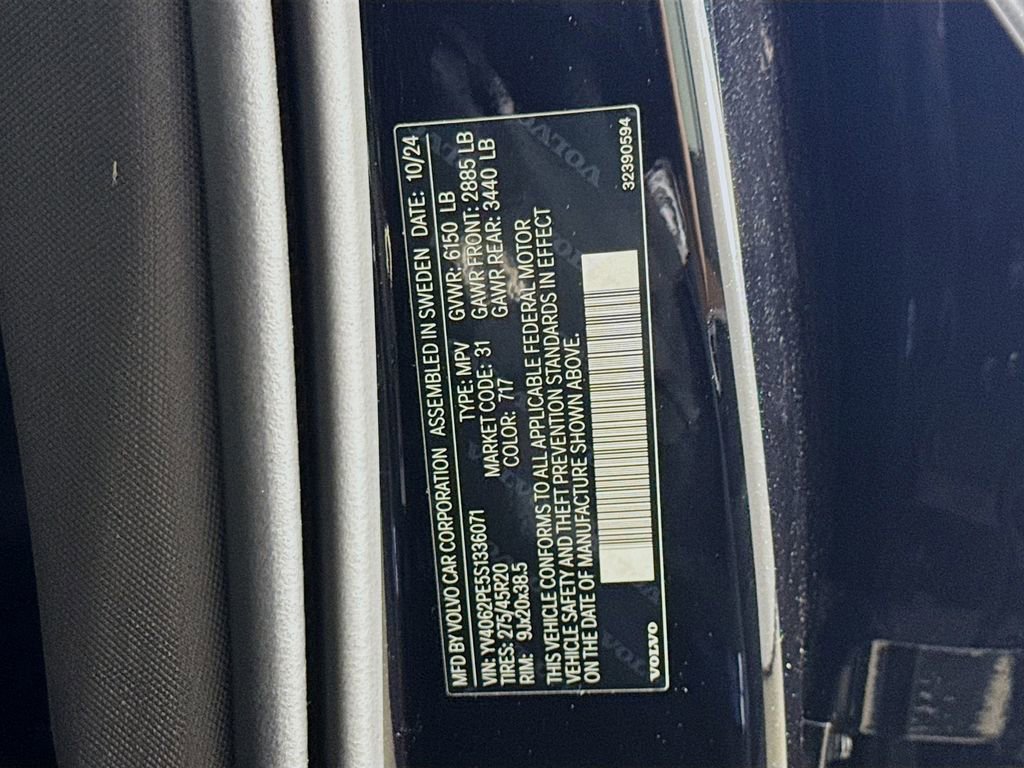 MFD BY VOLVO CAR CORPORATION ASSEMBLED IN SWEDEN DATE: 10/24
VIN: YV4062PE5S1336071 TYPE: MPV GVWR: 6150 LB
TIRES: 275/45R20 MARKET CODE: 31 GAWR FRONT: 2885 LB
RIM: 9Jx20x38.5 COLOR: 717 GAWR REAR: 3440 LB
THIS VEHICLE CONFORMS TO ALL APPLICABLE FEDERAL MOTOR
VEHICLE SAFETY AND THEFT PREVENTION STANDARDS IN EFFECT
ON THE DATE OF MANUFACTURE SHOWN ABOVE.
VOLVO 32390594